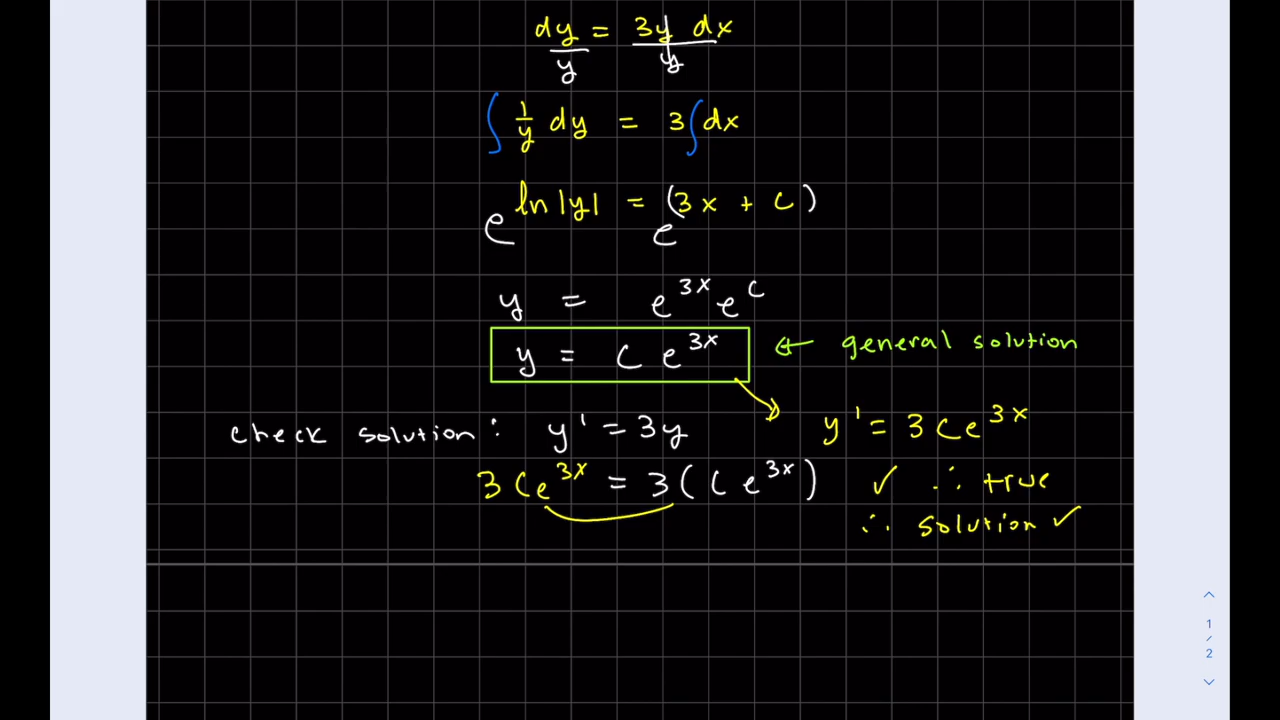 dy/y = 3y dx/y
∫ 1/y dy = 3∫dx
e^(ln|y|) = e^((3x + c))
y = e^(3x) e^c
y = C e^(3x) ← general solution
check solution: y' = 3y y' = 3Ce^(3x)
3Ce^(3x) = 3(Ce^(3x)) ✓ ∴ true
∴ solution ✓
1
/
2